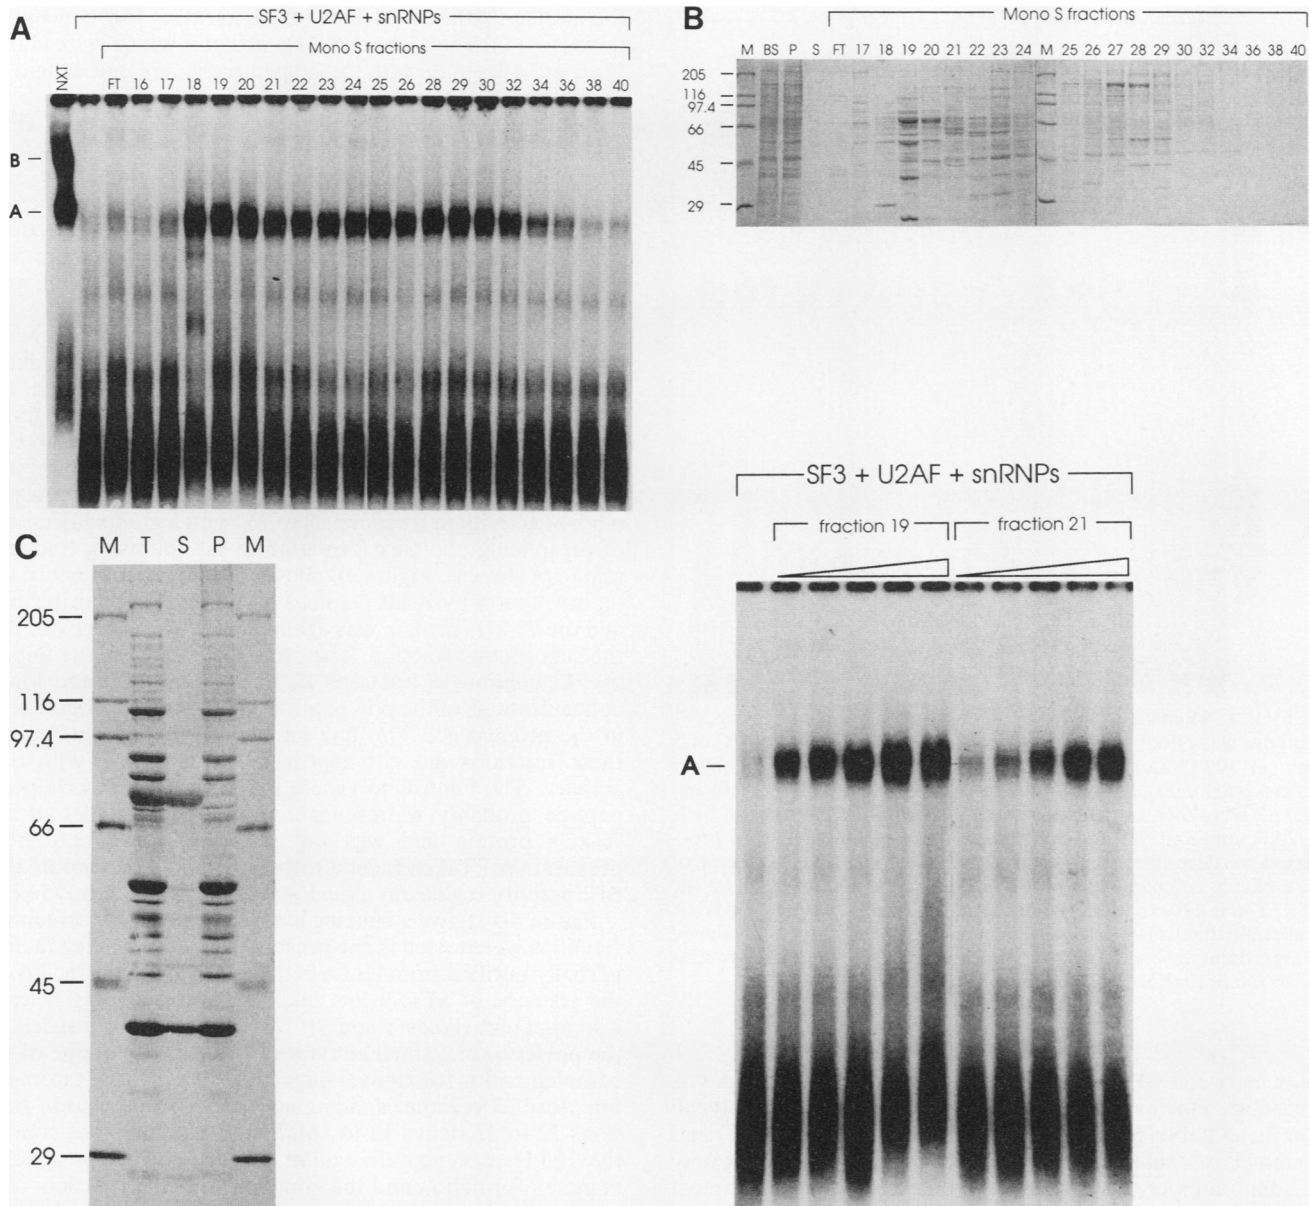 A
SF3 + U2AF + snRNPs
Mono S fractions
NXT FT 16 17 18 19 20 21 22 23 24 25 26 28 29 30 32 34 36 38 40
B
A
B
Mono S fractions
M BS P S FT 17 18 19 20 21 22 23 24 M 25 26 27 28 29 30 32 34 36 38 40
205
116
97.4
66
45
29
C
M T S P M
205
116
97.4
66
45
29
SF3 + U2AF + snRNPs
fraction 19 fraction 21
A